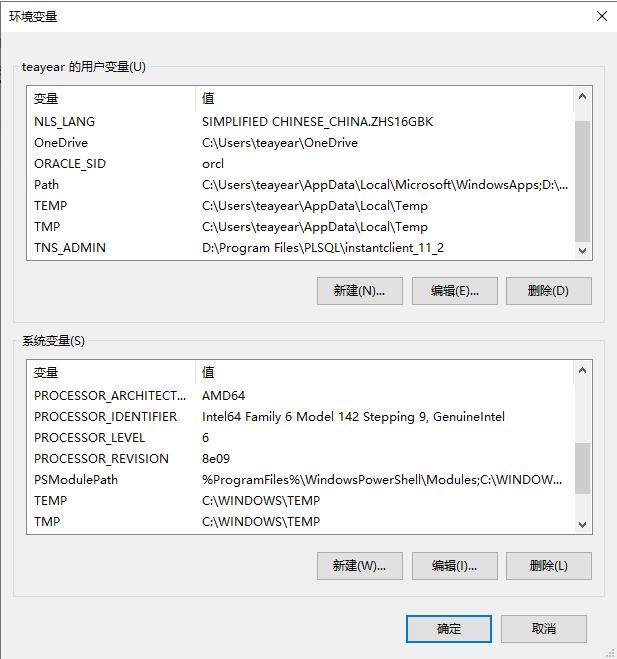 环境变量
teayear 的用户变量(U)
变量 值
NLS_LANG SIMPLIFIED CHINESE_CHINA.ZHS16GBK
OneDrive C:\Users\teayear\OneDrive
ORACLE_SID orcl
Path C:\Users\teayear\AppData\Local\Microsoft\WindowsApps;D:\...
TEMP C:\Users\teayear\AppData\Local\Temp
TMP C:\Users\teayear\AppData\Local\Temp
TNS_ADMIN D:\Program Files\PLSQL\instantclient_11_2
新建(N)... 编辑(E)... 删除(D)
系统变量(S)
变量 值
PROCESSOR_ARCHITECT... AMD64
PROCESSOR_IDENTIFIER Intel64 Family 6 Model 142 Stepping 9, GenuineIntel
PROCESSOR_LEVEL 6
PROCESSOR_REVISION 8e09
PSModulePath %ProgramFiles%\WindowsPowerShell\Modules;C:\WINDOW...
TEMP C:\WINDOWS\TEMP
TMP C:\WINDOWS\TEMP
新建(W)... 编辑(I)... 删除(L)
确定 取消